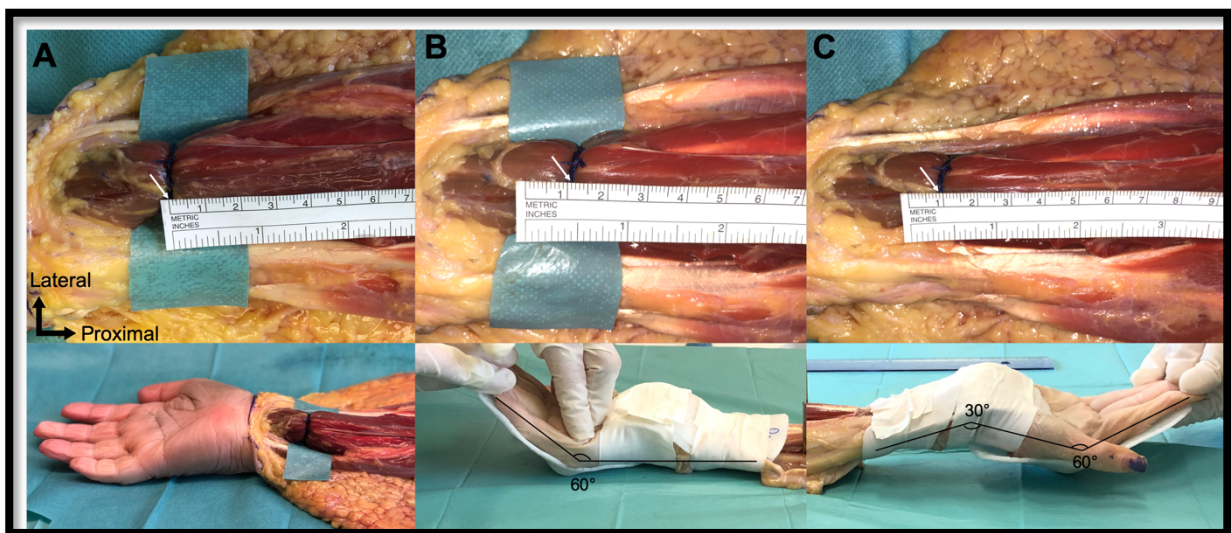 A
B
C
1 2 3 4 5 6 7
METRIC
INCHES
1 2
1 2 3 4 5 6 7
METRIC
INCHES
1 2
1 2 3 4 5 6 7 8 9
METRIC
INCHES
1 2 3
Lateral
Proximal
60°
30°
60°